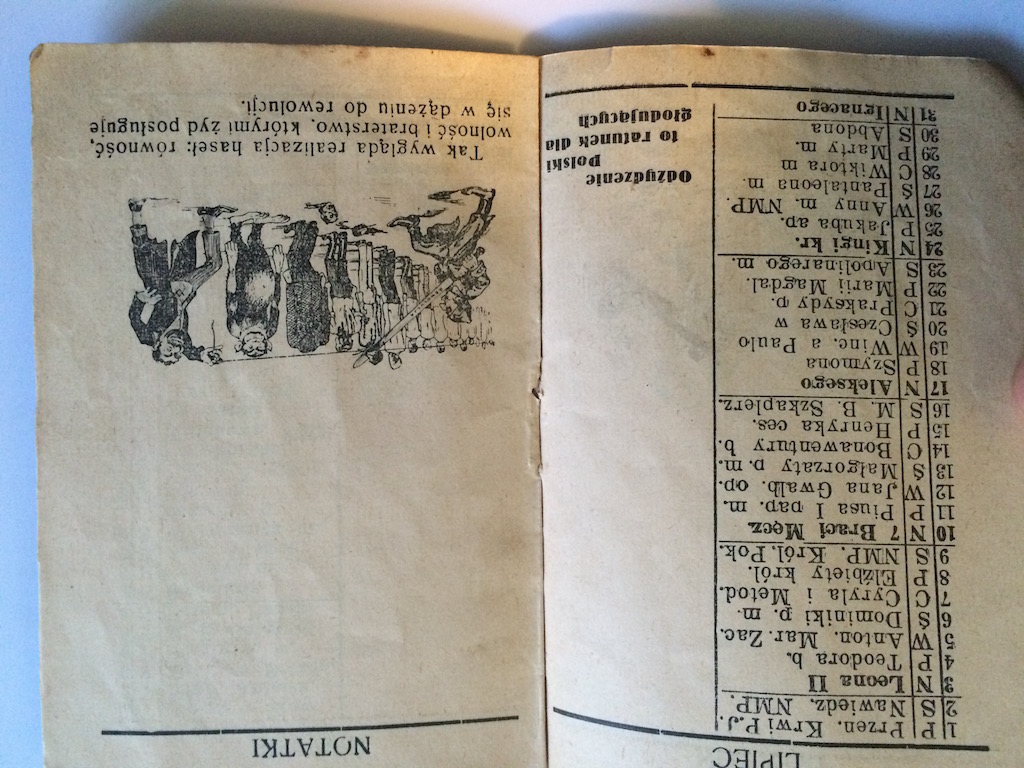 LIPIEC
1 P Przen. Krwi P.J.
2 S Nawiedz. NMP.
3 N Leona II
4 P Teodora b.
5 W Anton. Mar. Zac.
6 Ś Dominiki p. m.
7 C Cyryla i Metod.
8 P Elżbiety król.
9 S NMP. Król. Pok.
10 N 7 Braci Męcz.
11 P Piusa I pap. m.
12 W Jana Gwalb. op.
13 Ś Małgorzaty p. m.
14 C Bonawentury b.
15 P Henryka ces.
16 S M. B. Szkaplerz.
17 N Aleksego
18 P Szymona
19 W Winc. a. Paulo
20 Ś Czesława w
21 C Praksydy p.
22 P Marii Magdal.
23 S Apolinarego m.
24 N Kingi kr.
25 P Jakuba ap.
26 W Anny m. NMP.
27 Ś Pantaleona m
28 C Wiktora m
29 P Marty m.
30 S Abdona
31 N Ignacego
Odżydzenie
Polski
to ratunek dla
głodujących
NOTATKI
Tak wygląda realizacja haseł: równość,
wolność i braterstwo, którymi żyd posługuje
się w dążeniu do rewolucji.